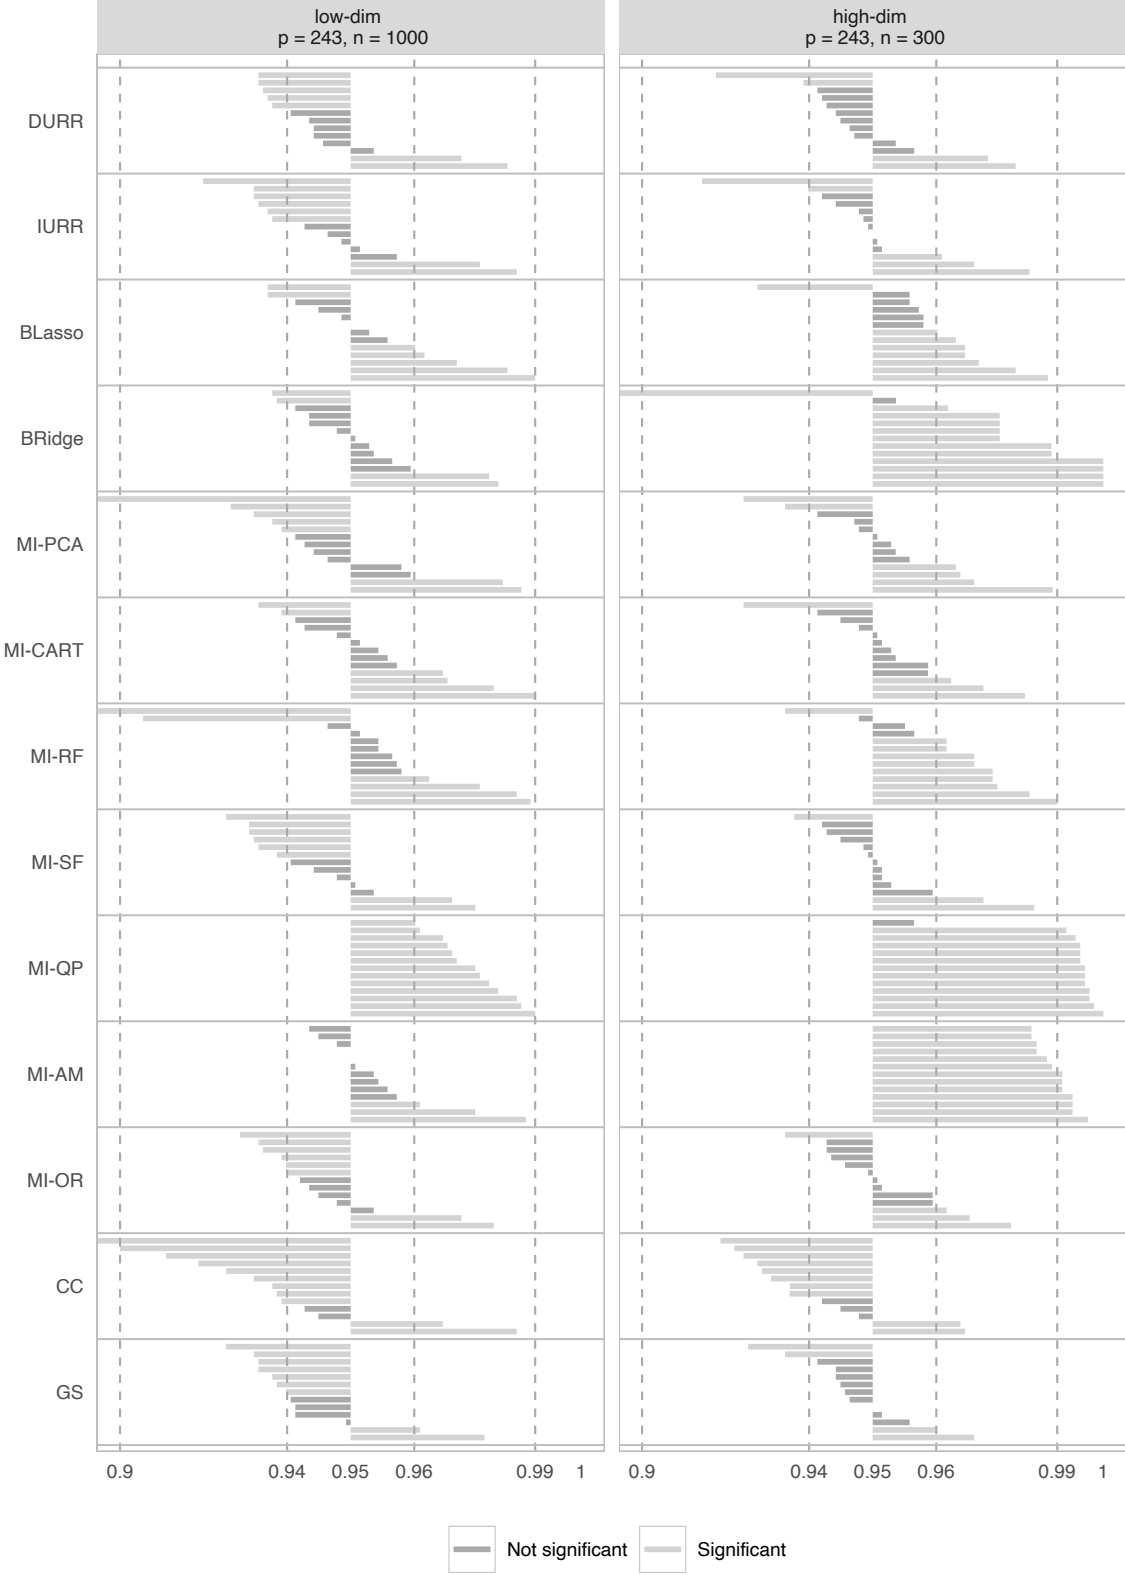 low-dim
p = 243, n = 1000
high-dim
p = 243, n = 300
DURR
IURR
BLasso
BRidge
MI-PCA
MI-CART
MI-RF
MI-SF
MI-QP
MI-AM
MI-OR
CC
GS
0.9 0.94 0.95 0.96 0.99 1
0.9 0.94 0.95 0.96 0.99 1
Not significant Significant